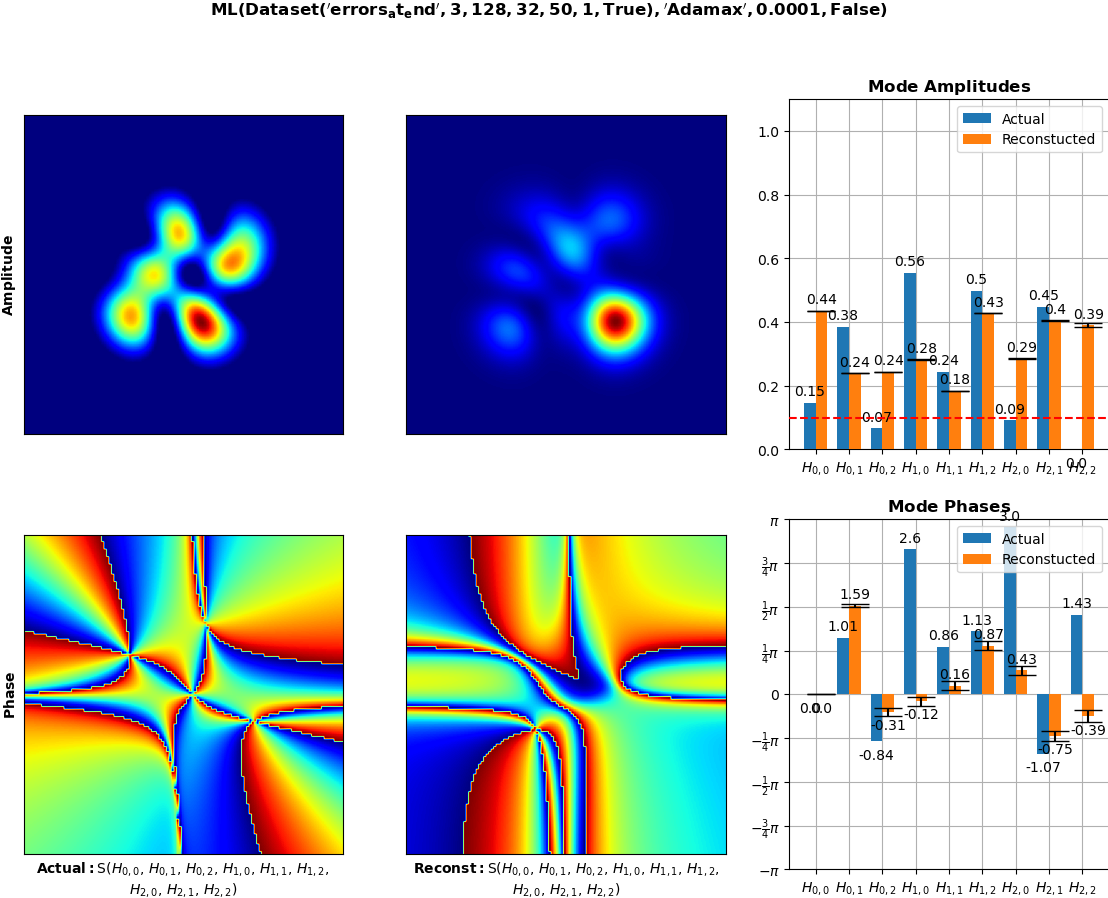 ML(Dataset('errors_at_end', 3, 128, 32, 50, 1, True), 'Adamax', 0.0001, False)
Amplitude
Mode Amplitudes
Actual
Reconstucted
1.0
0.8
0.6
0.4
0.2
0.0
0.15 0.38 0.07 0.56 0.24 0.5 0.09 0.45 0.0
0.44 0.24 0.24 0.28 0.18 0.43 0.29 0.4 0.39
H0,0 H0,1 H0,2 H1,0 H1,1 H1,2 H2,0 H2,1 H2,2
Phase
Mode Phases
Actual
Reconstucted
π
3/4π
1/2π
1/4π
0
−1/4π
−1/2π
−3/4π
−π
0.0 1.01 -0.84 2.6 0.86 1.13 3.0 -1.07 1.43
0.0 1.59 -0.31 -0.12 0.16 0.87 0.43 -0.75 -0.39
H0,0 H0,1 H0,2 H1,0 H1,1 H1,2 H2,0 H2,1 H2,2
Actual: S(H0,0, H0,1, H0,2, H1,0, H1,1, H1,2,
H2,0, H2,1, H2,2)
Reconst: S(H0,0, H0,1, H0,2, H1,0, H1,1, H1,2,
H2,0, H2,1, H2,2)